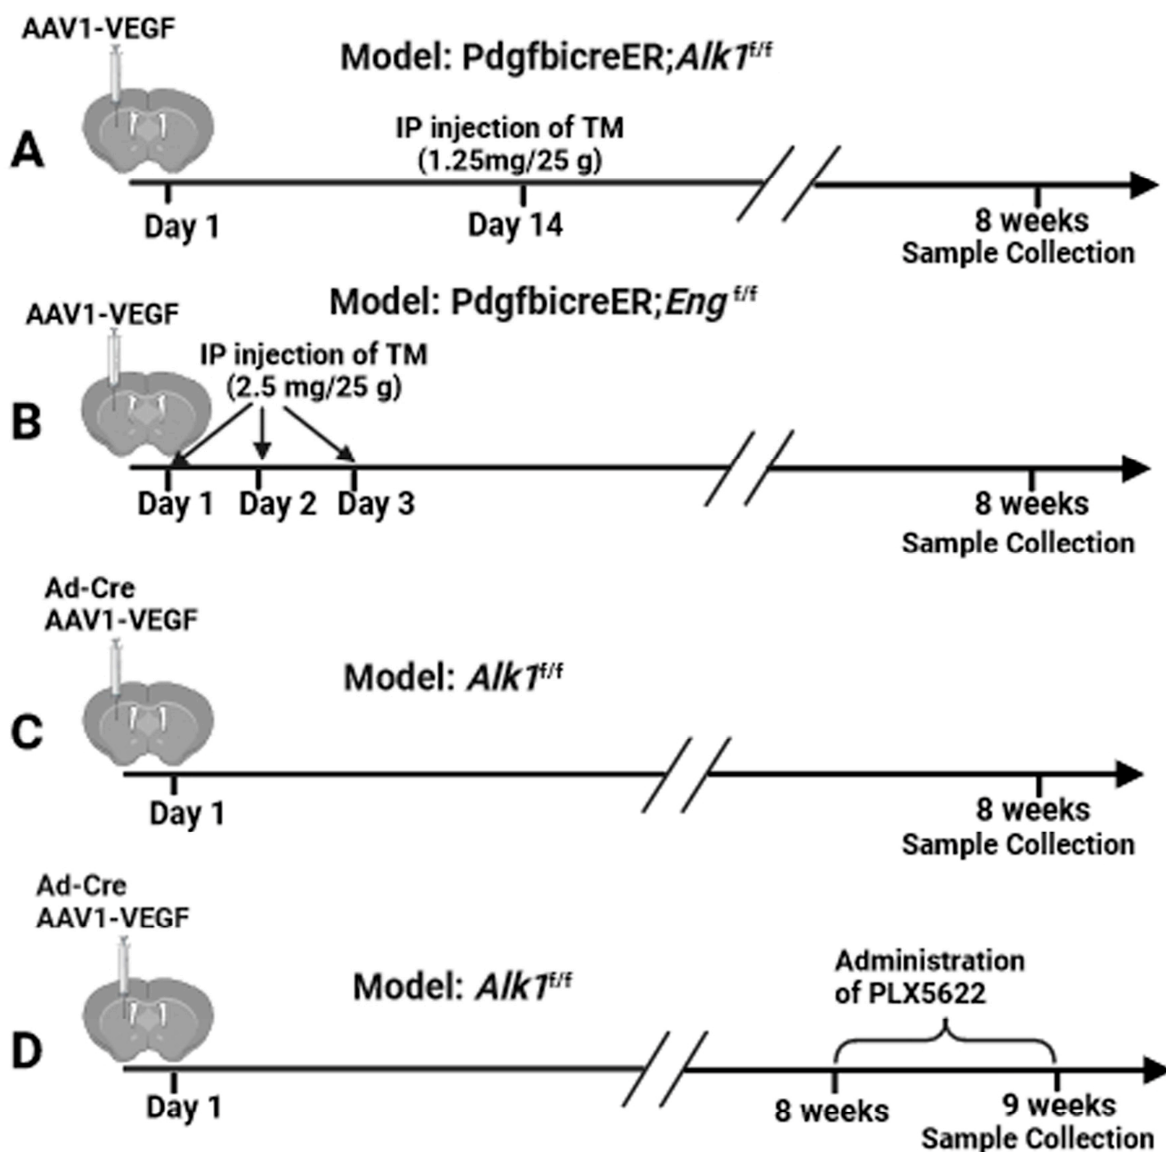 AAV1-VEGF
Model: PdgfbicreER;Alk1f/f
A
IP injection of TM
(1.25mg/25 g)
Day 1
Day 14
8 weeks
Sample Collection
Model: PdgfbicreER;Eng f/f
AAV1-VEGF
IP injection of TM
(2.5 mg/25 g)
B
Day 1 Day 2 Day 3
8 weeks
Sample Collection
Ad-Cre
AAV1-VEGF
Model: Alk1f/f
C
Day 1
8 weeks
Sample Collection
Ad-Cre
AAV1-VEGF
Model: Alk1f/f
Administration
of PLX5622
D
Day 1
8 weeks
9 weeks
Sample Collection